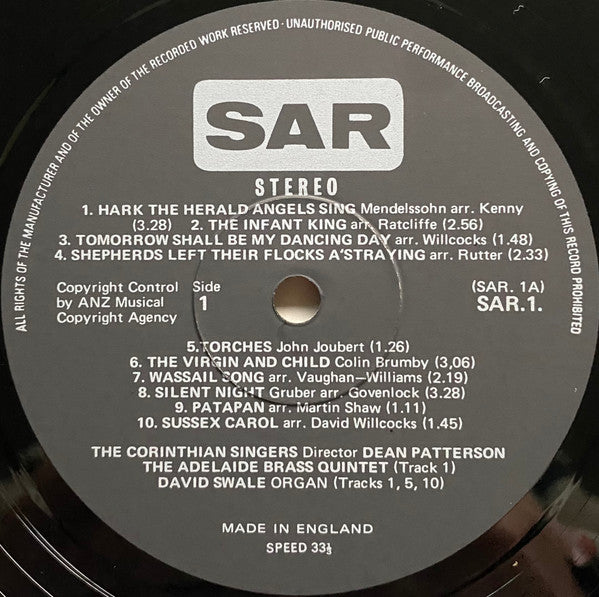 ALL RIGHTS OF THE MANUFACTURER AND OF THE OWNER OF THE RECORDED WORK RESERVED · UNAUTHORISED PUBLIC PERFORMANCE BROADCASTING AND COPYING OF THIS RECORD PROHIBITED
SAR
STEREO
1. HARK THE HERALD ANGELS SING Mendelssohn arr. Kenny
(3.28) 2. THE INFANT KING arr. Ratcliffe (2.56)
3. TOMORROW SHALL BE MY DANCING DAY arr. Willcocks (1.48)
4. SHEPHERDS LEFT THEIR FLOCKS A'STRAYING arr. Rutter (2.33)
Copyright Control
by ANZ Musical
Copyright Agency
Side
1
(SAR. 1A)
SAR.1.
5.TORCHES John Joubert (1.26)
6. THE VIRGIN AND CHILD Colin Brumby (3,06)
7. WASSAIL SONG arr. Vaughan-Williams (2.19)
8. SILENT NIGHT Gruber arr. Govenlock (3.28)
9. PATAPAN arr. Martin Shaw (1.11)
10. SUSSEX CAROL arr. David Willcocks (1.45)
THE CORINTHIAN SINGERS Director DEAN PATTERSON
THE ADELAIDE BRASS QUINTET (Track 1)
DAVID SWALE ORGAN (Tracks 1, 5, 10)
MADE IN ENGLAND
SPEED 33⅓